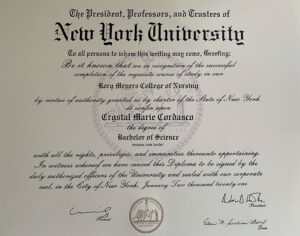 The President, Professors, and Trustees of
New York University
To all persons to whom this writing may come, Greeting:
Be it known that we in recognition of the successful
completion of the requisite course of study in our
Rory Meyers College of Nursing
by virtue of authority granted us by charter of the State of New York
do confer upon
Crystal Marie Cordasco
the degree of
Bachelor of Science
magna cum laude
with all the rights, privileges, and immunities thereunto appertaining.
In witness whereof we have caused this Diploma to be signed by the
duly authorized officers of the University and sealed with our corporate
seal, in the City of New York, January Two thousand twenty one
President
Dean